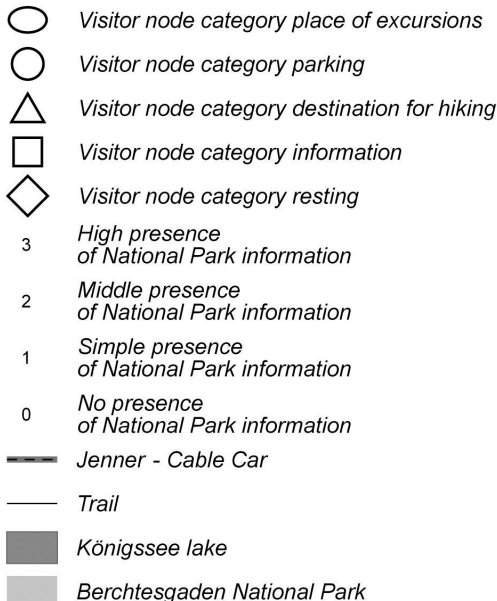 Visitor node category place of excursions
Visitor node category parking
Visitor node category destination for hiking
Visitor node category information
Visitor node category resting
3 High presence
of National Park information
2 Middle presence
of National Park information
1 Simple presence
of National Park information
0 No presence
of National Park information
Jenner - Cable Car
Trail
Königssee lake
Berchtesgaden National Park